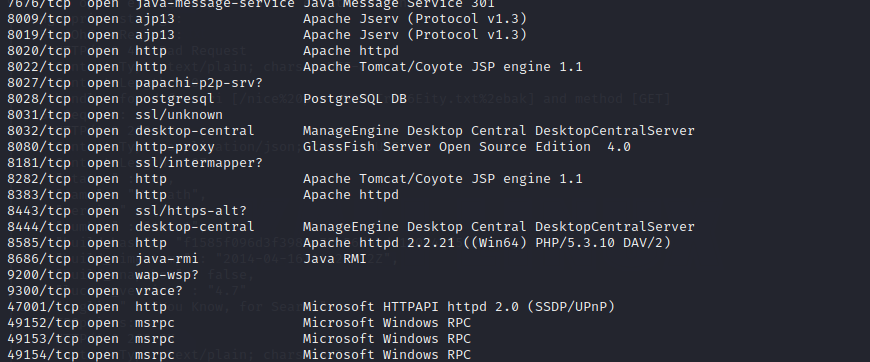 7676/tcp  open  java-message-service Java Message Service 301
8009/tcp  open  ajp13                Apache Jserv (Protocol v1.3)
8019/tcp  open  ajp13                Apache Jserv (Protocol v1.3)
8020/tcp  open  http                 Apache httpd
8022/tcp  open  http                 Apache Tomcat/Coyote JSP engine 1.1
8027/tcp  open  papachi-p2p-srv?
8028/tcp  open  postgresql           PostgreSQL DB
8031/tcp  open  ssl/unknown
8032/tcp  open  desktop-central      ManageEngine Desktop Central DesktopCentralServer
8080/tcp  open  http-proxy           GlassFish Server Open Source Edition  4.0
8181/tcp  open  ssl/intermapper?
8282/tcp  open  http                 Apache Tomcat/Coyote JSP engine 1.1
8383/tcp  open  http                 Apache httpd
8443/tcp  open  ssl/https-alt?
8444/tcp  open  desktop-central      ManageEngine Desktop Central DesktopCentralServer
8585/tcp  open  http                 Apache httpd 2.2.21 ((Win64) PHP/5.3.10 DAV/2)
8686/tcp  open  java-rmi             Java RMI
9200/tcp  open  wap-wsp?
9300/tcp  open  vrace?
47001/tcp open  http                 Microsoft HTTPAPI httpd 2.0 (SSDP/UPnP)
49152/tcp open  msrpc                Microsoft Windows RPC
49153/tcp open  msrpc                Microsoft Windows RPC
49154/tcp open  msrpc                Microsoft Windows RPC